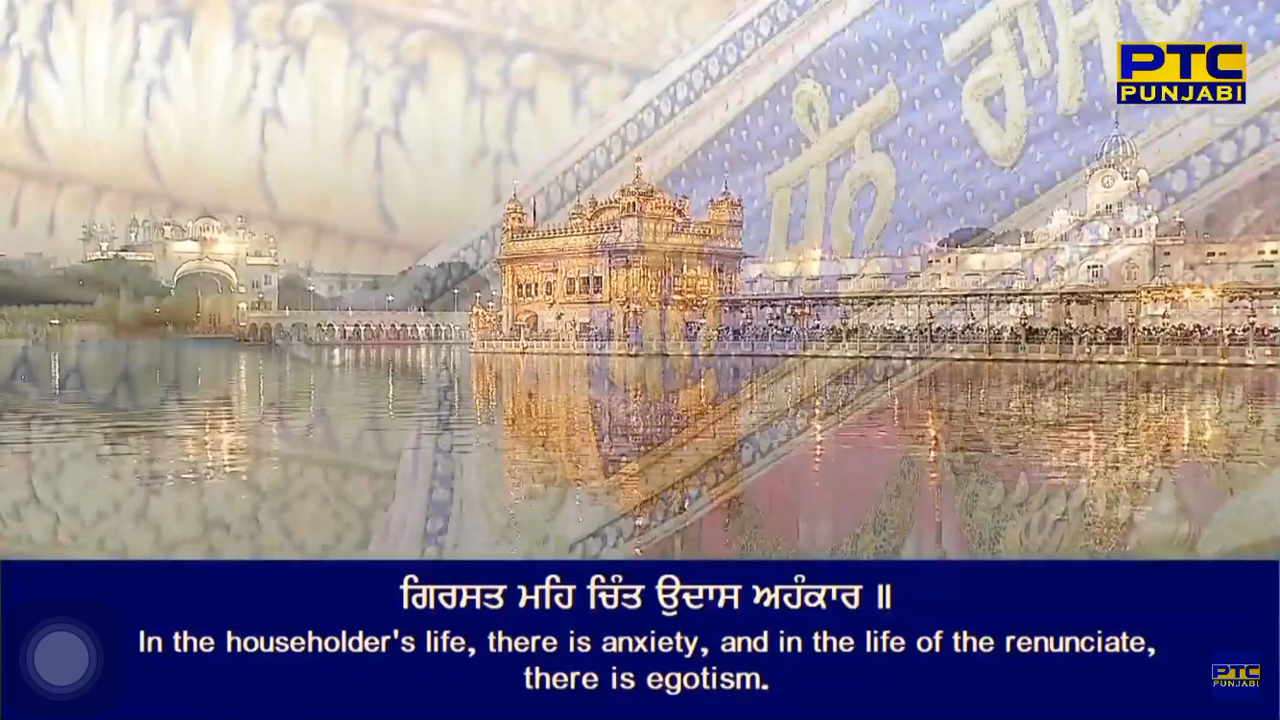 PTC
PUNJABI
ਧੰਨੁ ਰਾਮ
ਗਿਰਸਤ ਮਹਿ ਚਿੰਤ ਉਦਾਸ ਅਹੰਕਾਰ ॥
In the householder's life, there is anxiety, and in the life of the renunciate,
there is egotism.
PTC
PUNJABI